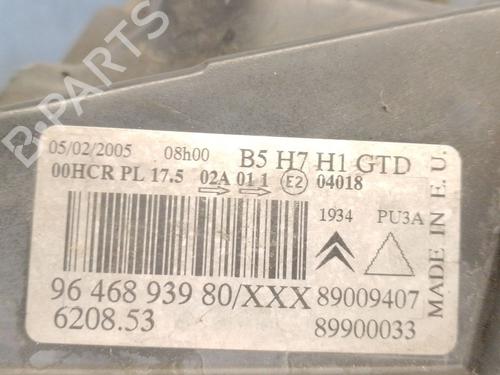 B-PARTS
05/02/2005 08h00 B5 H7 H1 GTD
00HCR PL 17.5 02A 01 1 E2 04018
1934 PU3A
96 468 939 80/XXX 89009407
6208.53 89900033
MADE IN E. U.